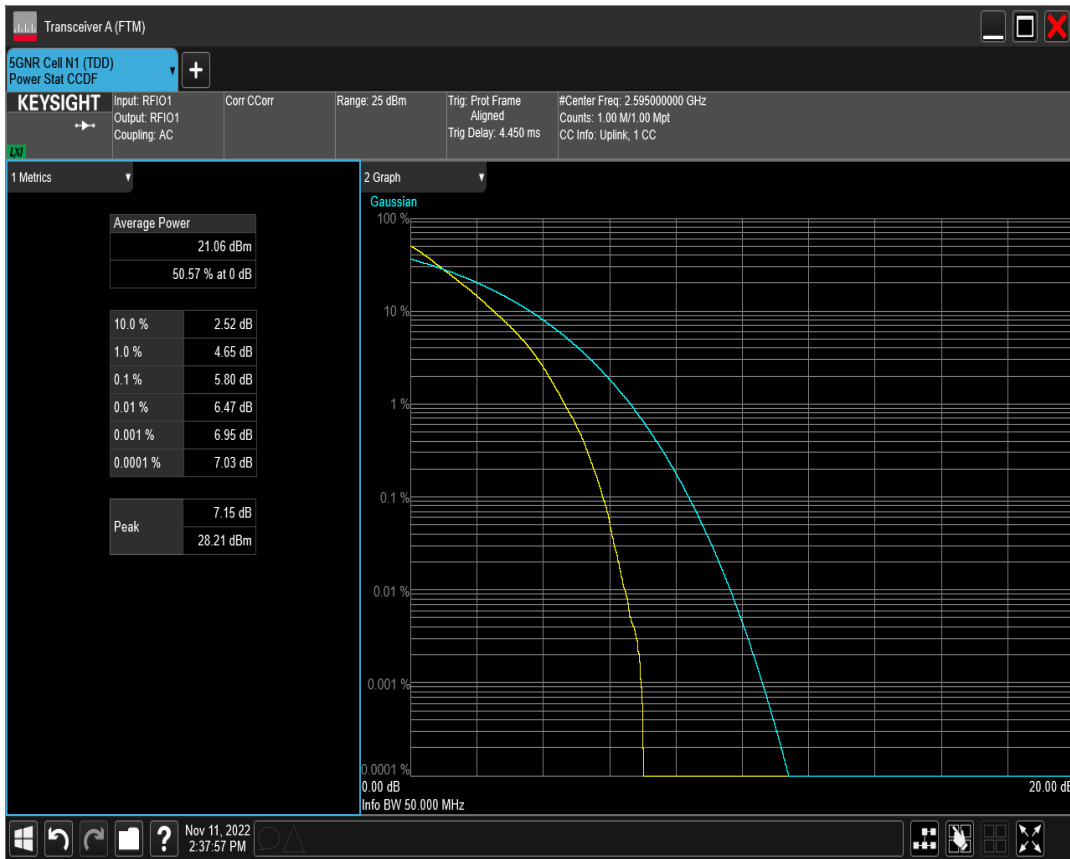 Transceiver A (FTM)
5GNR Cell N1 (TDD)
Power Stat CCDF
+
KEYSIGHT
LXI
Input: RFIO1
Output: RFIO1
Coupling: AC
Corr CCorr
Range: 25 dBm
Trig: Prot Frame
Aligned
Trig Delay: 4.450 ms
#Center Freq: 2.595000000 GHz
Counts: 1.00 M/1.00 Mpt
CC Info: Uplink, 1 CC
1 Metrics
Average Power
21.06 dBm
50.57 % at 0 dB
10.0 % 2.52 dB
1.0 % 4.65 dB
0.1 % 5.80 dB
0.01 % 6.47 dB
0.001 % 6.95 dB
0.0001 % 7.03 dB
Peak
7.15 dB
28.21 dBm
2 Graph
Gaussian
100 %
10 %
1 %
0.1 %
0.01 %
0.001 %
0.0001 %
0.00 dB 20.00 dB
Info BW 50.000 MHz
?
Nov 11, 2022
2:37:57 PM